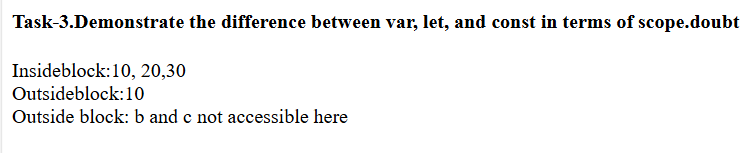 Task-3.Demonstrate the difference between var, let, and const in terms of scope.doubt
Insideblock:10, 20,30
Outsideblock:10
Outside block: b and c not accessible here